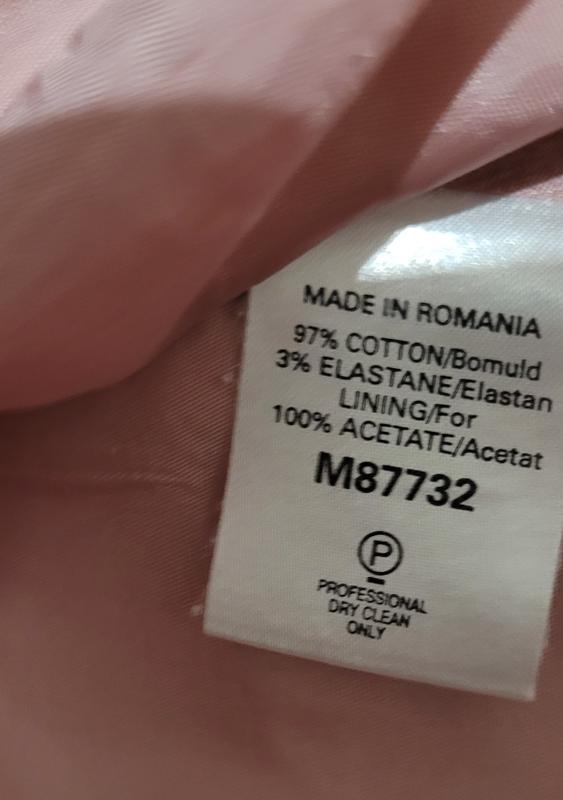 MADE IN ROMANIA
97% COTTON/Bomuld
3% ELASTANE/Elastan
LINING/For
100% ACETATE/Acetat
M87732
P
PROFESSIONAL
DRY CLEAN
ONLY